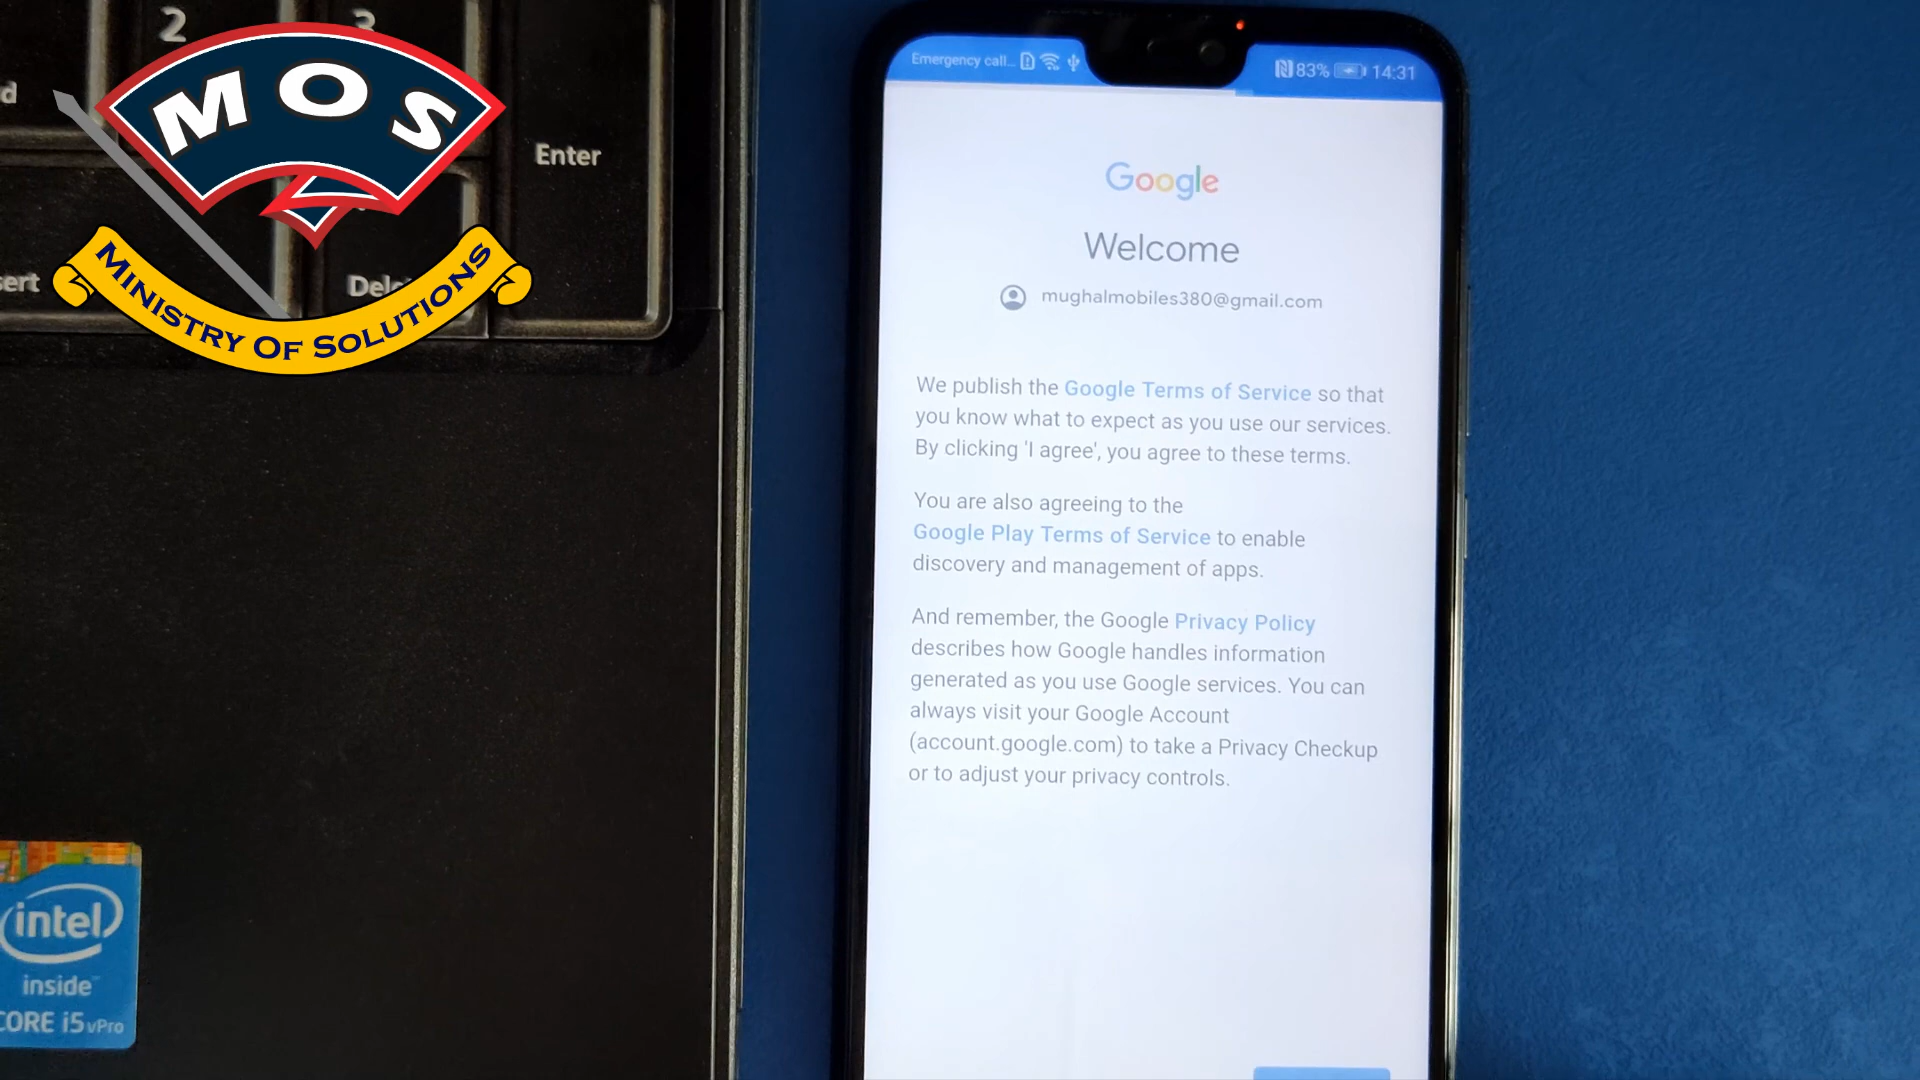 2
3
d
Enter
ert
Dele
MOS
MINISTRY OF SOLUTIONS
intel
inside™
CORE i5 vPro
Emergency call...
83%
14:31
Google
Welcome
mughalmobiles380@gmail.com
We publish the Google Terms of Service so that
you know what to expect as you use our services.
By clicking 'I agree', you agree to these terms.
You are also agreeing to the
Google Play Terms of Service to enable
discovery and management of apps.
And remember, the Google Privacy Policy
describes how Google handles information
generated as you use Google services. You can
always visit your Google Account
(account.google.com) to take a Privacy Checkup
or to adjust your privacy controls.